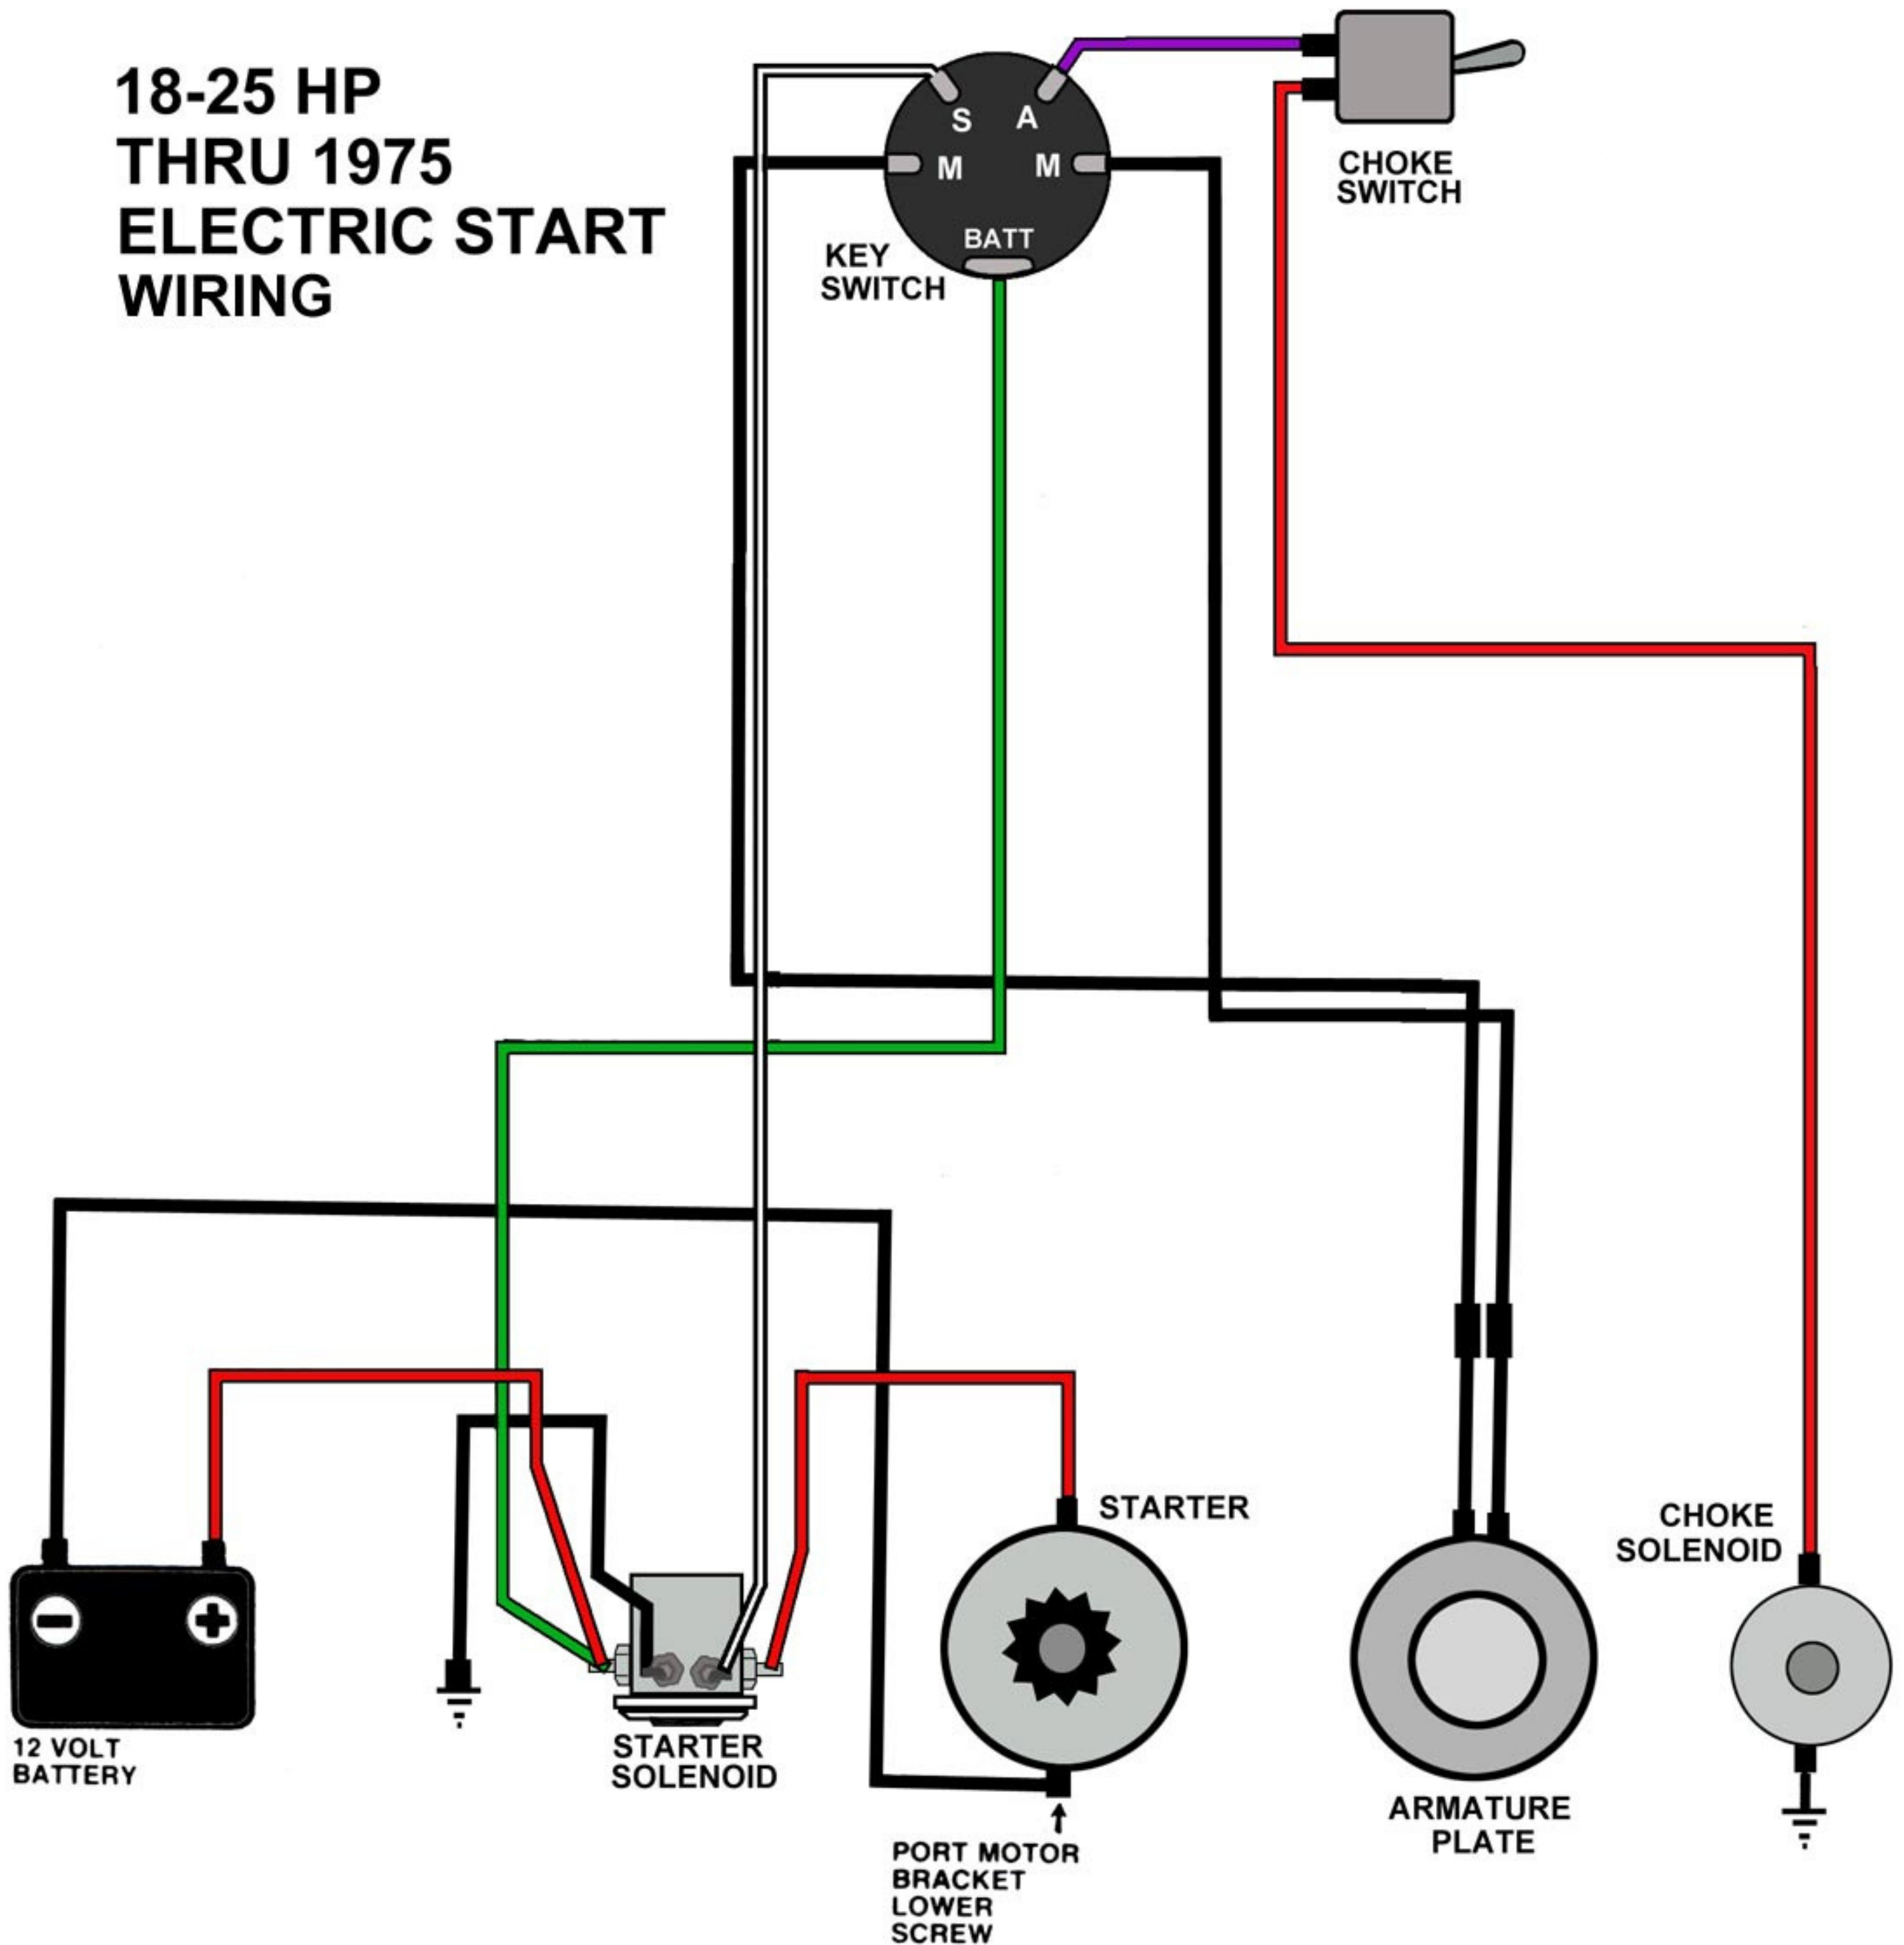 18-25 HP
THRU 1975
ELECTRIC START
WIRING
S A
M M
BATT
KEY
SWITCH
CHOKE
SWITCH
12 VOLT
BATTERY
STARTER
SOLENOID
STARTER
PORT MOTOR
BRACKET
LOWER
SCREW
ARMATURE
PLATE
CHOKE
SOLENOID